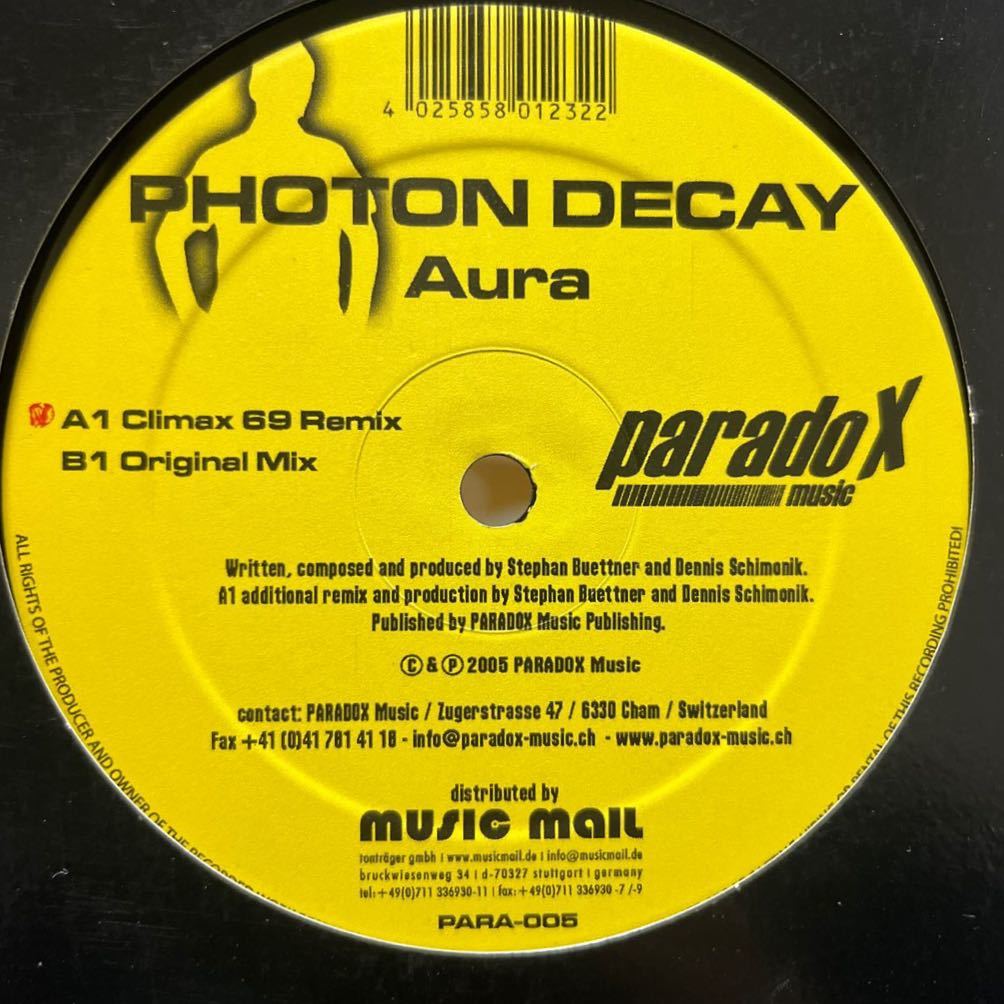 4 025858 012322
PHOTON DECAY
Aura
A1 Climax 69 Remix
B1 Original Mix
paradoX
music
Written, composed and produced by Stephan Buettner and Dennis Schimonik.
A1 additional remix and production by Stephan Buettner and Dennis Schimonik.
Published by PARADOX Music Publishing.
© & ℗ 2005 PARADOX Music
contact: PARADOX Music / Zugerstrasse 47 / 6330 Cham / Switzerland
Fax +41 (0)41 781 41 18 - info@paradox-music.ch - www.paradox-music.ch
distributed by
music mail
tonträger gmbh | www.musicmail.de | info@musicmail.de
bruckwiesenweg 34 | d-70327 stuttgart | germany
tel: +49(0)711 336930-11 | fax: +49(0)711 336930 -7 /-9
PARA-005
ALL RIGHTS OF THE PRODUCER AND OWNER OF THE
OR RENTAL OF THIS RECORDING PROHIBITED!